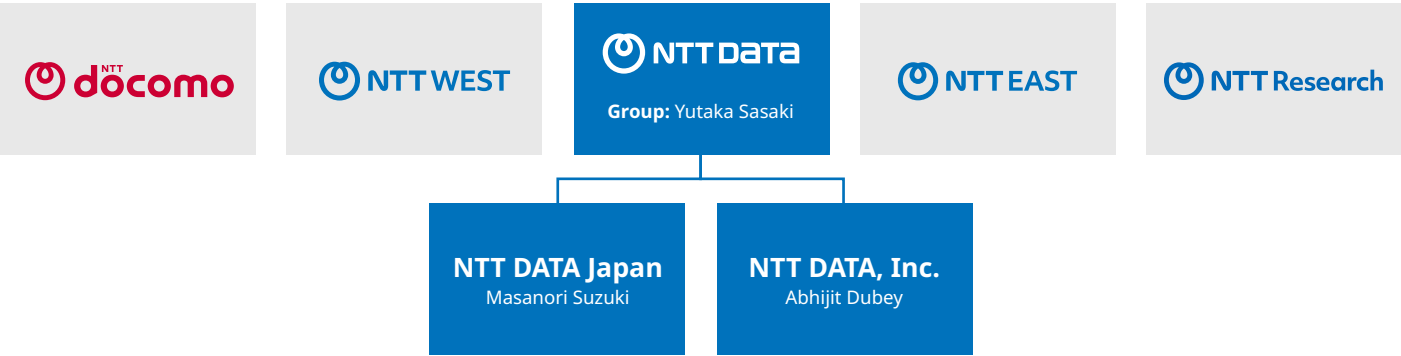 NTT
döcomo
NTT WEST
NTT DATA
Group: Yutaka Sasaki
NTT EAST
NTT Research
NTT DATA Japan
Masanori Suzuki
NTT DATA, Inc.
Abhijit Dubey